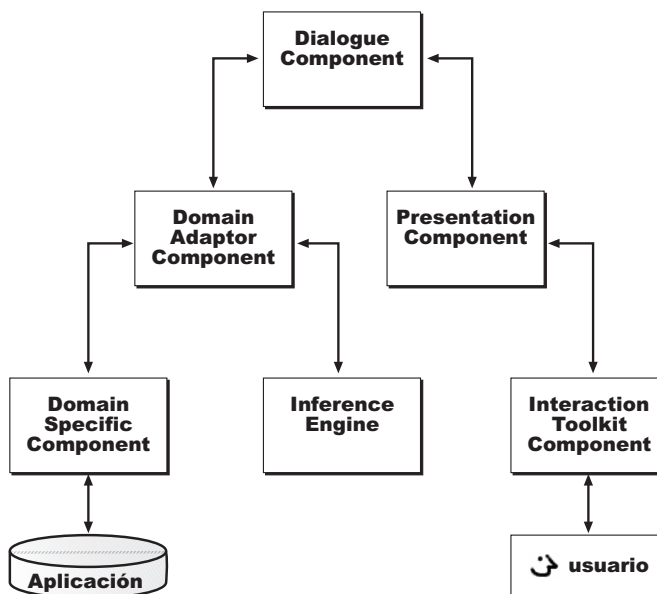 Dialogue
Component
Domain
Adaptor
Component
Presentation
Component
Domain
Specific
Component
Inference
Engine
Interaction
Toolkit
Component
Aplicación
usuario